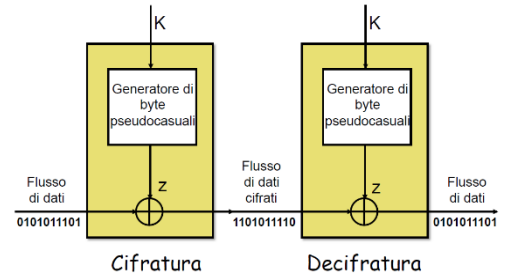 K
K
Generatore di
byte
pseudocasuali
Generatore di
byte
pseudocasuali
Flusso
di dati
z
Flusso
di dati
cifrati
z
Flusso
di dati
0101011101
1101011110
0101011101
Cifratura
Decifratura